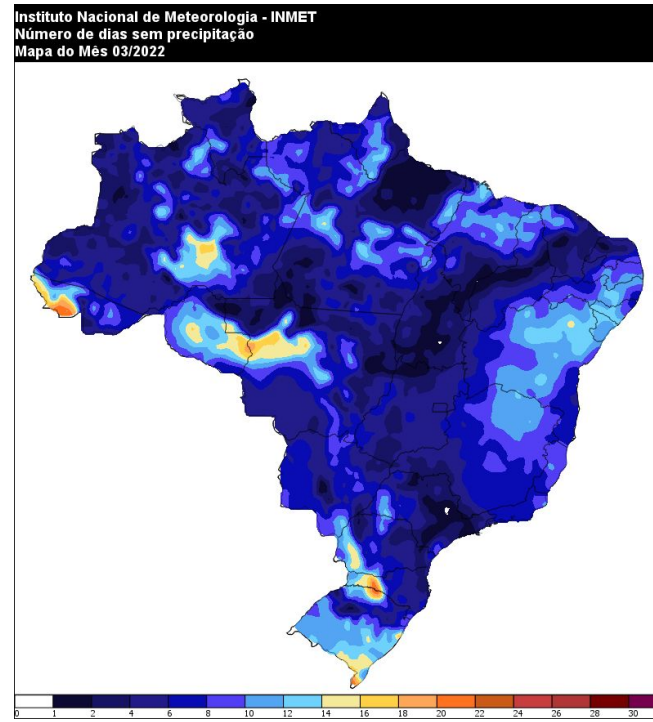 Instituto Nacional de Meteorologia - INMET
Número de dias sem precipitação
Mapa do Mês 03/2022
0 1 2 4 6 8 10 12 14 16 18 20 22 24 26 28 30